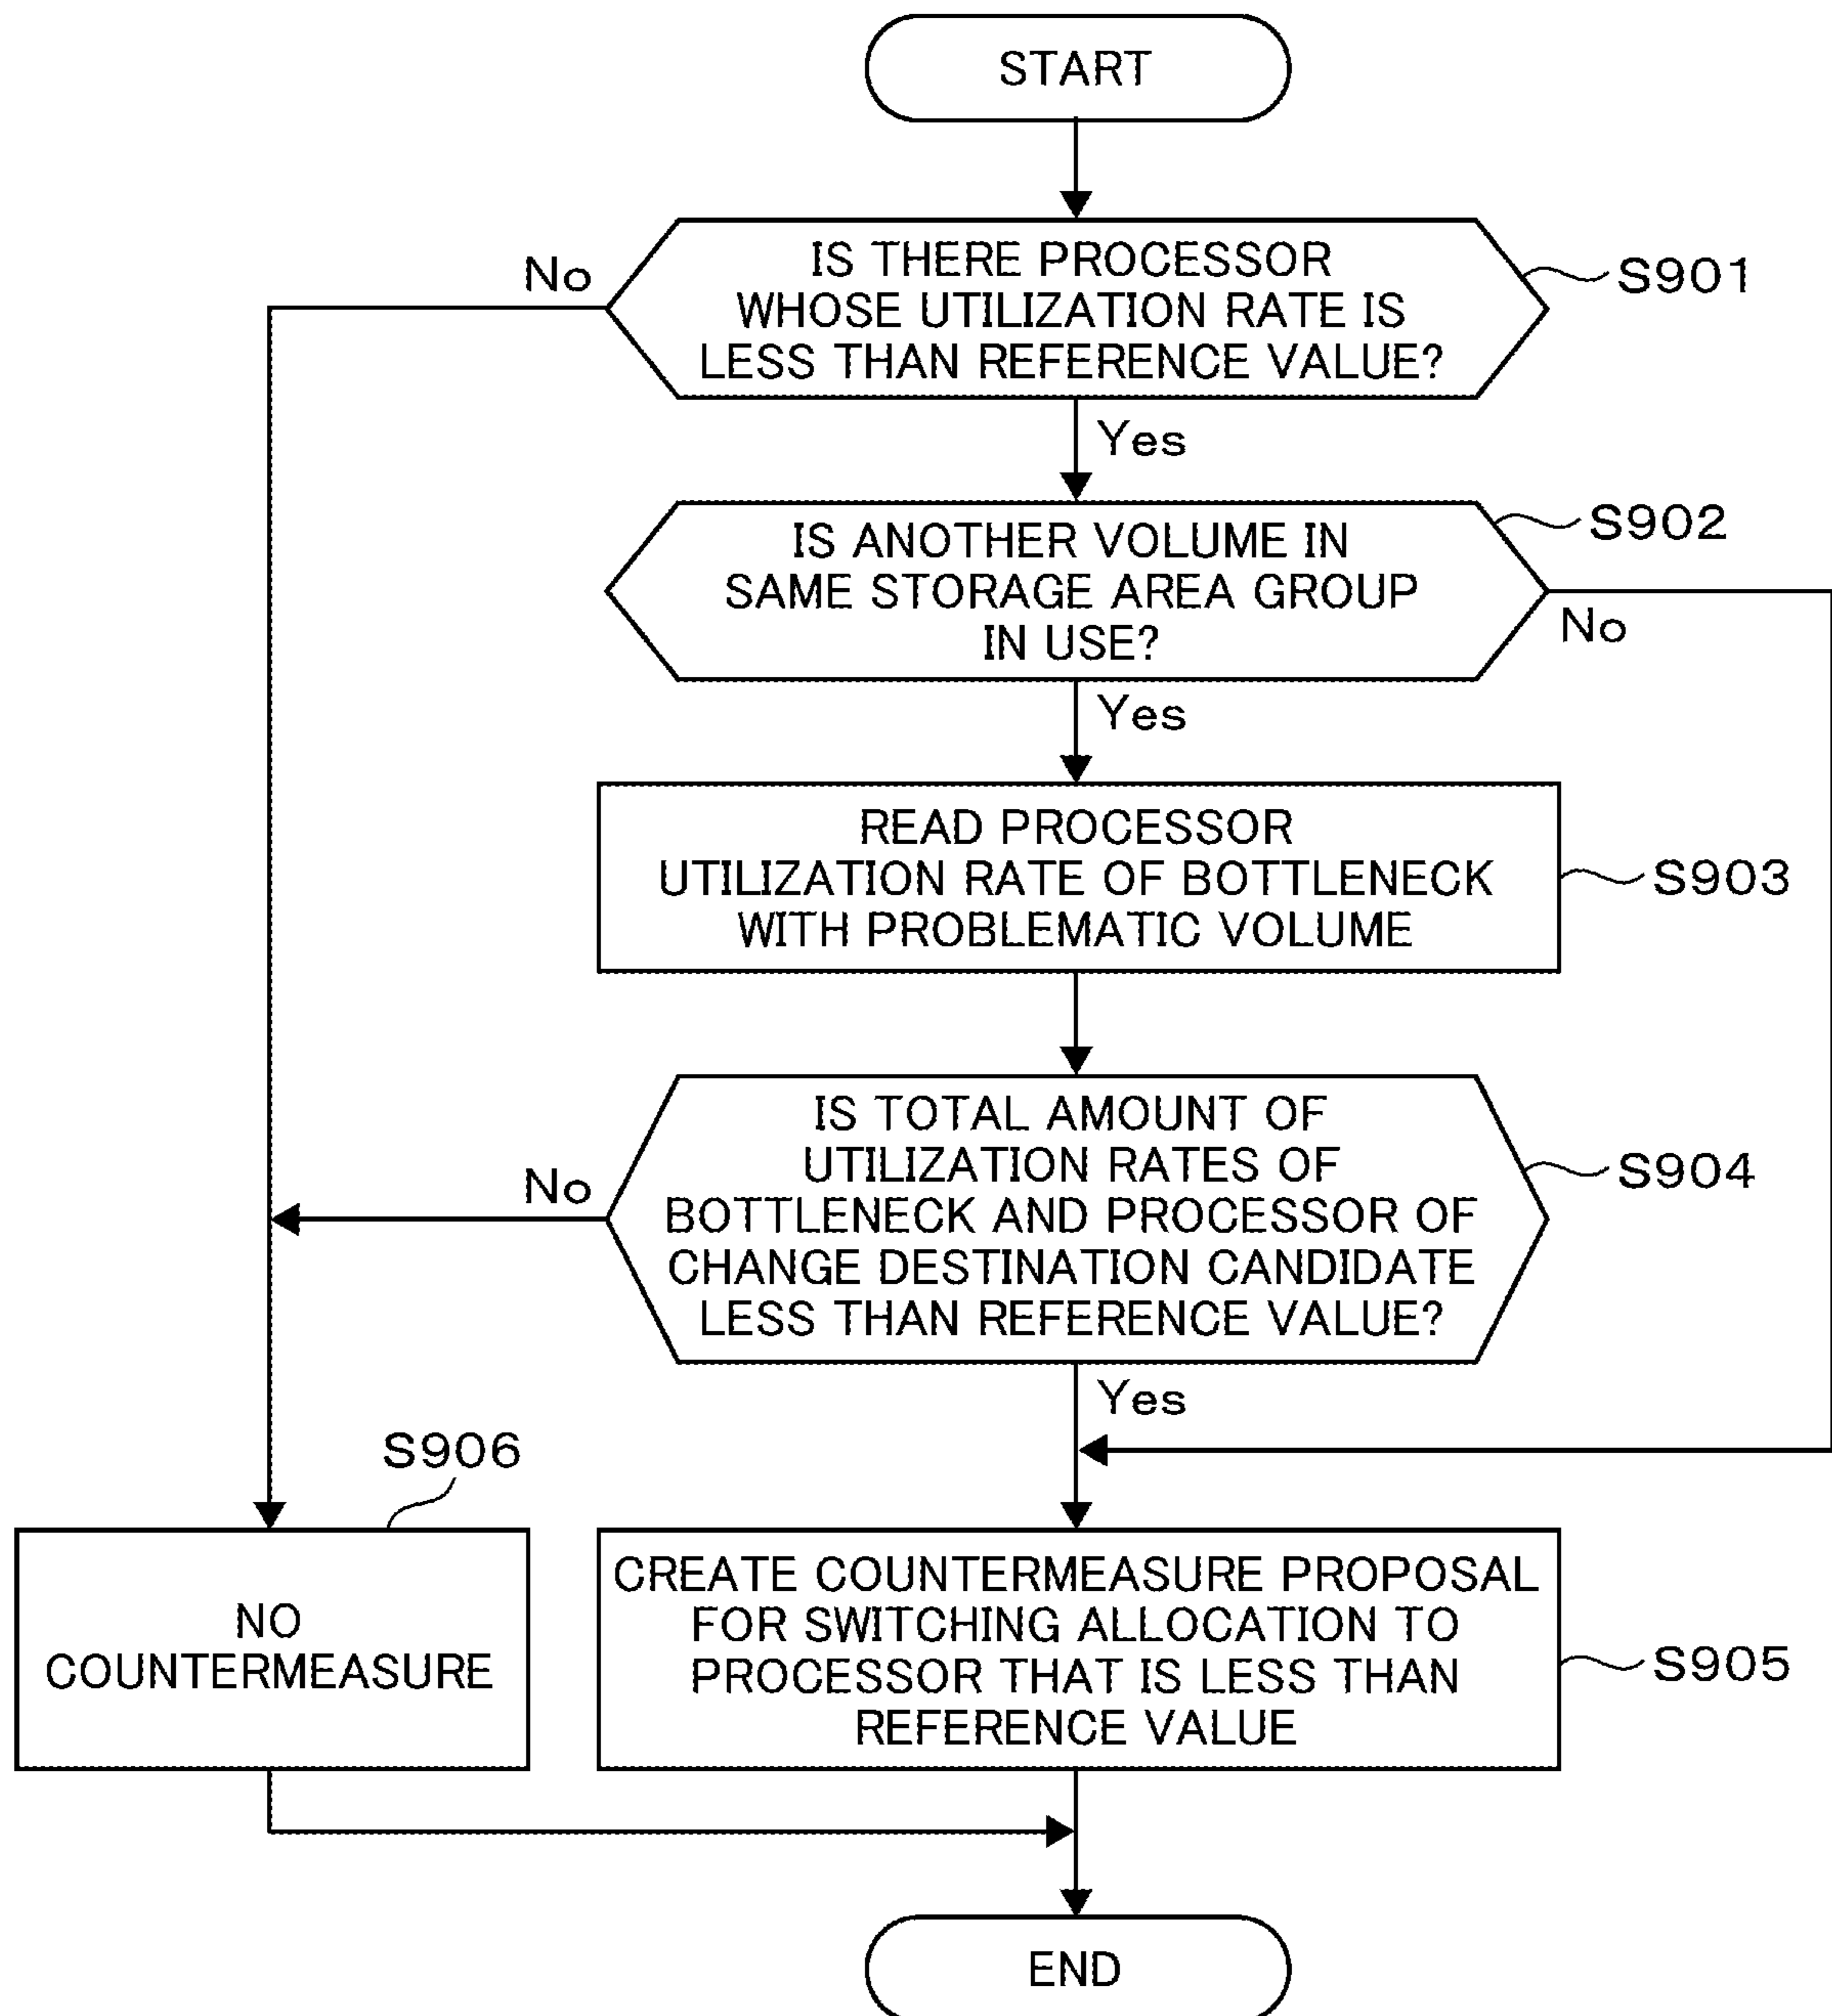 START
IS THERE PROCESSOR
WHOSE UTILIZATION RATE IS
LESS THAN REFERENCE VALUE?
S901
No
Yes
IS ANOTHER VOLUME IN
SAME STORAGE AREA GROUP
IN USE?
S902
No
Yes
READ PROCESSOR
UTILIZATION RATE OF BOTTLENECK
WITH PROBLEMATIC VOLUME
S903
IS TOTAL AMOUNT OF
UTILIZATION RATES OF
BOTTLENECK AND PROCESSOR OF
CHANGE DESTINATION CANDIDATE
LESS THAN REFERENCE VALUE?
S904
No
Yes
S906
NO
COUNTERMEASURE
CREATE COUNTERMEASURE PROPOSAL
FOR SWITCHING ALLOCATION TO
PROCESSOR THAT IS LESS THAN
REFERENCE VALUE
S905
END